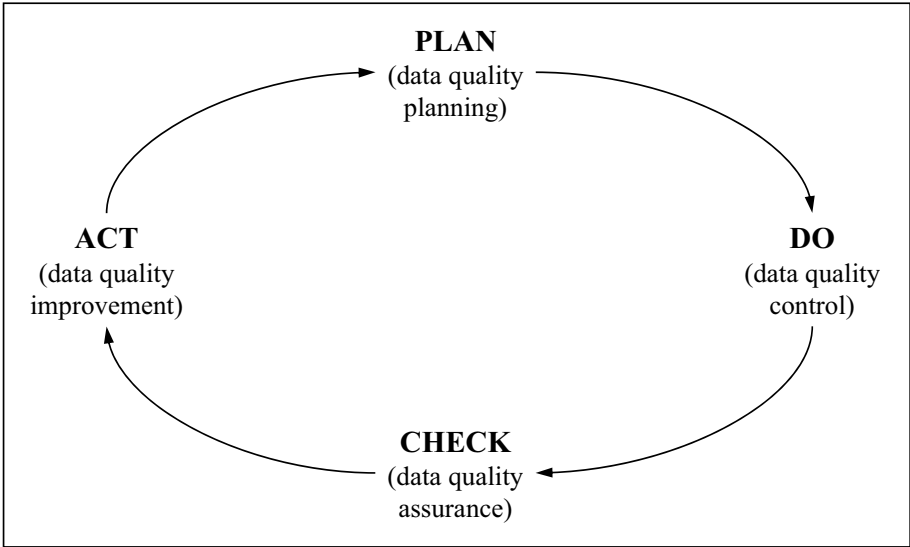 PLAN
(data quality
planning)
ACT
(data quality
improvement)
DO
(data quality
control)
CHECK
(data quality
assurance)